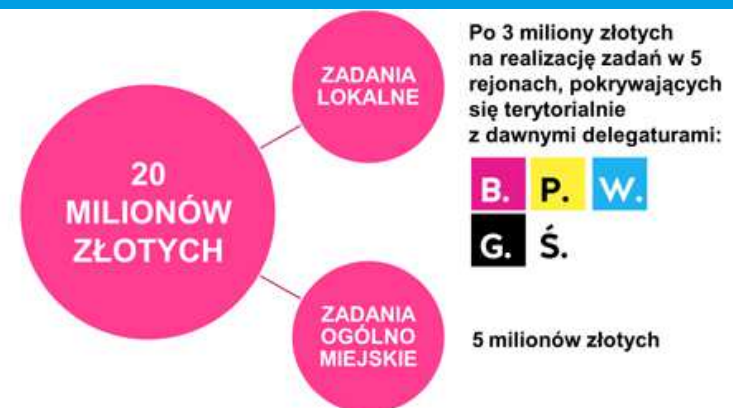 20
MILIONÓW
ZŁOTYCH
ZADANIA
LOKALNE
Po 3 miliony złotych
na realizację zadań w 5
rejonach, pokrywających
się terytorialnie
z dawnymi delegaturami:
B. P. W.
G. Ś.
ZADANIA
OGÓLNO
MIEJSKIE
5 milionów złotych